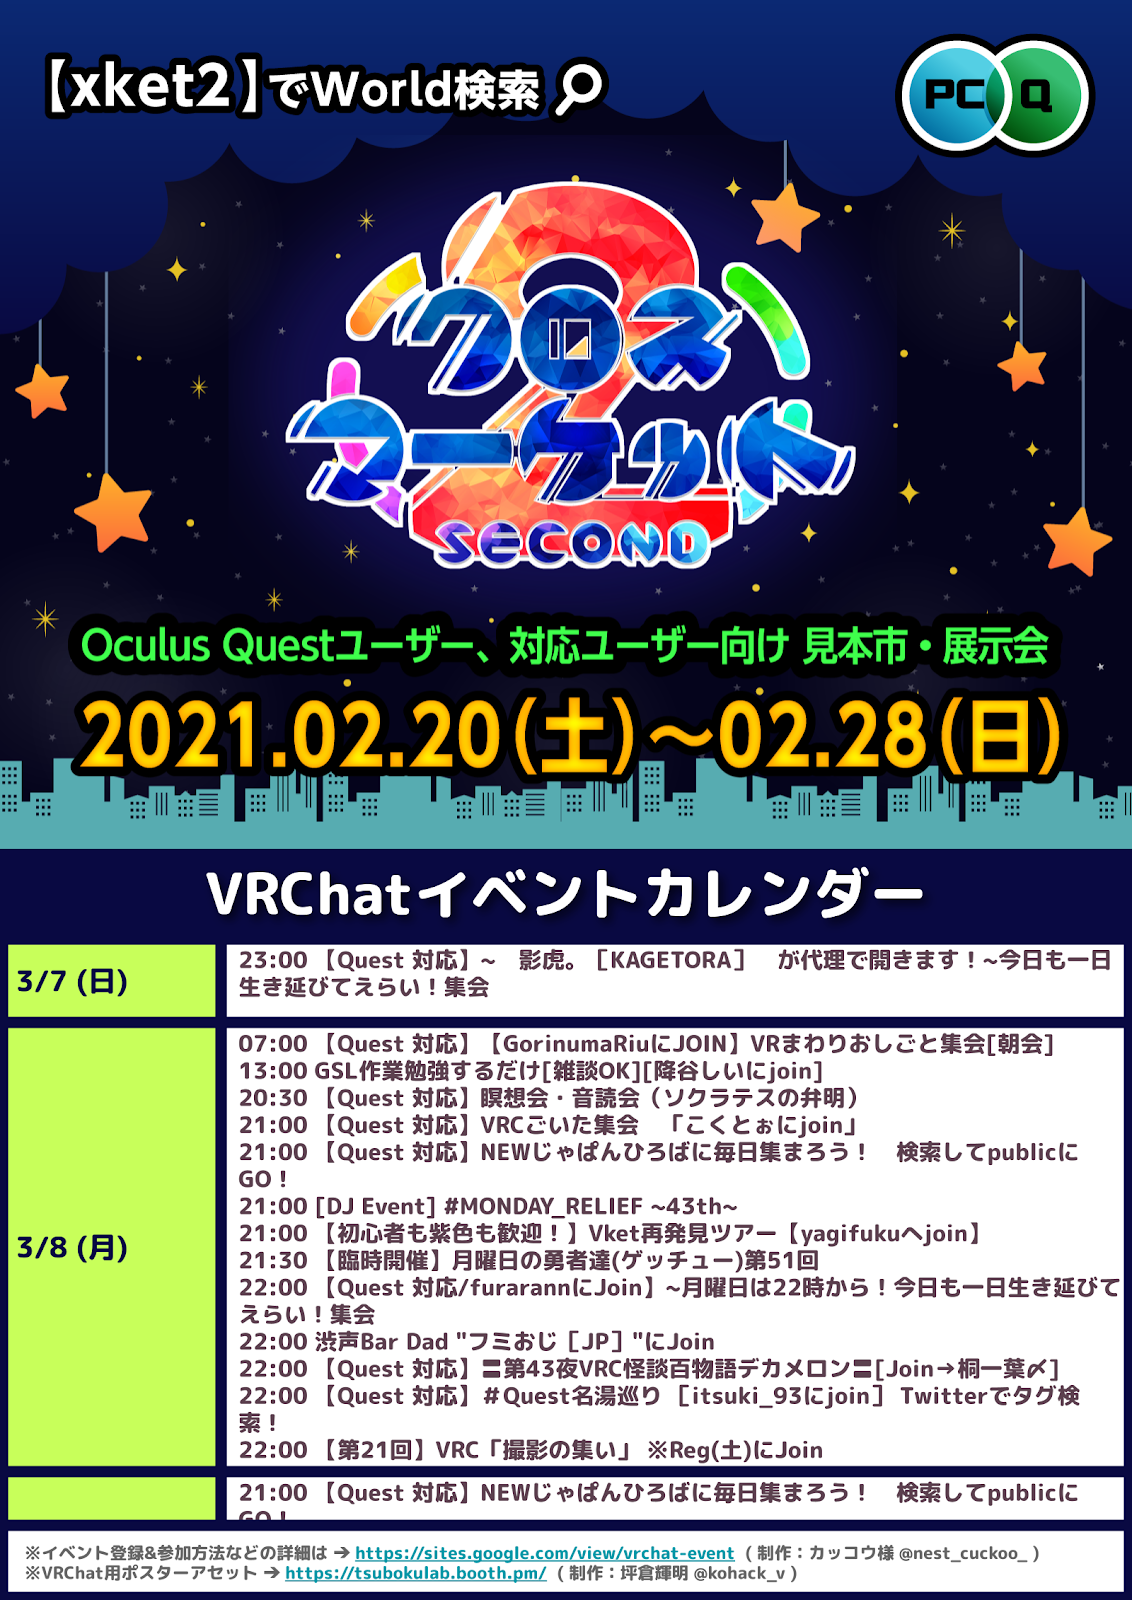 【xket2】でWorld検索
PC Q
クロス
マーケット
2
SECOND
Oculus Questユーザー、対応ユーザー向け 見本市・展示会
2021.02.20(土)〜02.28(日)
VRChatイベントカレンダー
3/7 (日)
23:00 【Quest 対応】~　影虎。［KAGETORA］　が代理で開きます！~今日も一日
生き延びてえらい！集会
3/8 (月)
07:00 【Quest 対応】【GorinumaRiuにJOIN】VRまわりおしごと集会[朝会]
13:00 GSL作業勉強するだけ[雑談OK][降谷しいにjoin]
20:30 【Quest 対応】瞑想会・音読会（ソクラテスの弁明）
21:00 【Quest 対応】VRCごいた集会　「こくとぉにjoin」
21:00 【Quest 対応】NEWじゃぱんひろばに毎日集まろう！　検索してpublicに
GO！
21:00 [DJ Event] #MONDAY_RELIEF ~43th~
21:00 【初心者も紫色も歓迎！】Vket再発見ツアー【yagifukuへjoin】
21:30 【臨時開催】月曜日の勇者達(ゲッチュー)第51回
22:00 【Quest 対応/furarannにJoin】~月曜日は22時から！今日も一日生き延びて
えらい！集会
22:00 渋声Bar Dad "フミおじ［JP］"にJoin
22:00 【Quest 対応】〓第43夜VRC怪談百物語デカメロン〓[Join→桐一葉〆]
22:00 【Quest 対応】＃Quest名湯巡り ［itsuki_93にjoin］ Twitterでタグ検
索！
22:00 【第21回】VRC「撮影の集い」 ※Reg(土)にJoin
21:00 【Quest 対応】NEWじゃぱんひろばに毎日集まろう！　検索してpublicに
GO！
※イベント登録&参加方法などの詳細は → https://sites.google.com/view/vrchat-event ( 制作：カッコウ様 @nest_cuckoo_ )
※VRChat用ポスターアセット → https://tsubokulab.booth.pm/ ( 制作：坪倉輝明 @kohack_v )